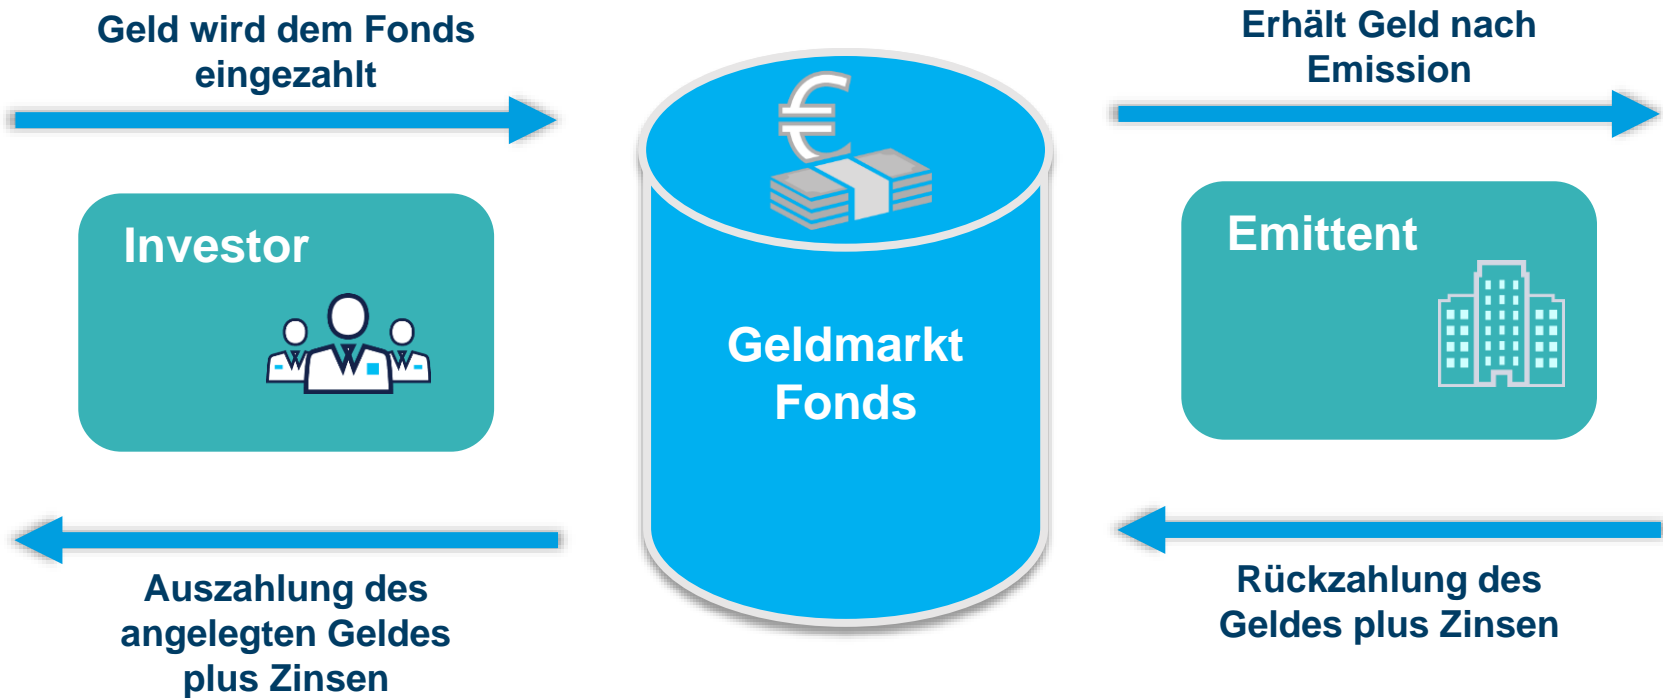 Geld wird dem Fonds
eingezahlt
Erhält Geld nach
Emission
€
Investor
Emittent
Geldmarkt
Fonds
Auszahlung des
angelegten Geldes
plus Zinsen
Rückzahlung des
Geldes plus Zinsen